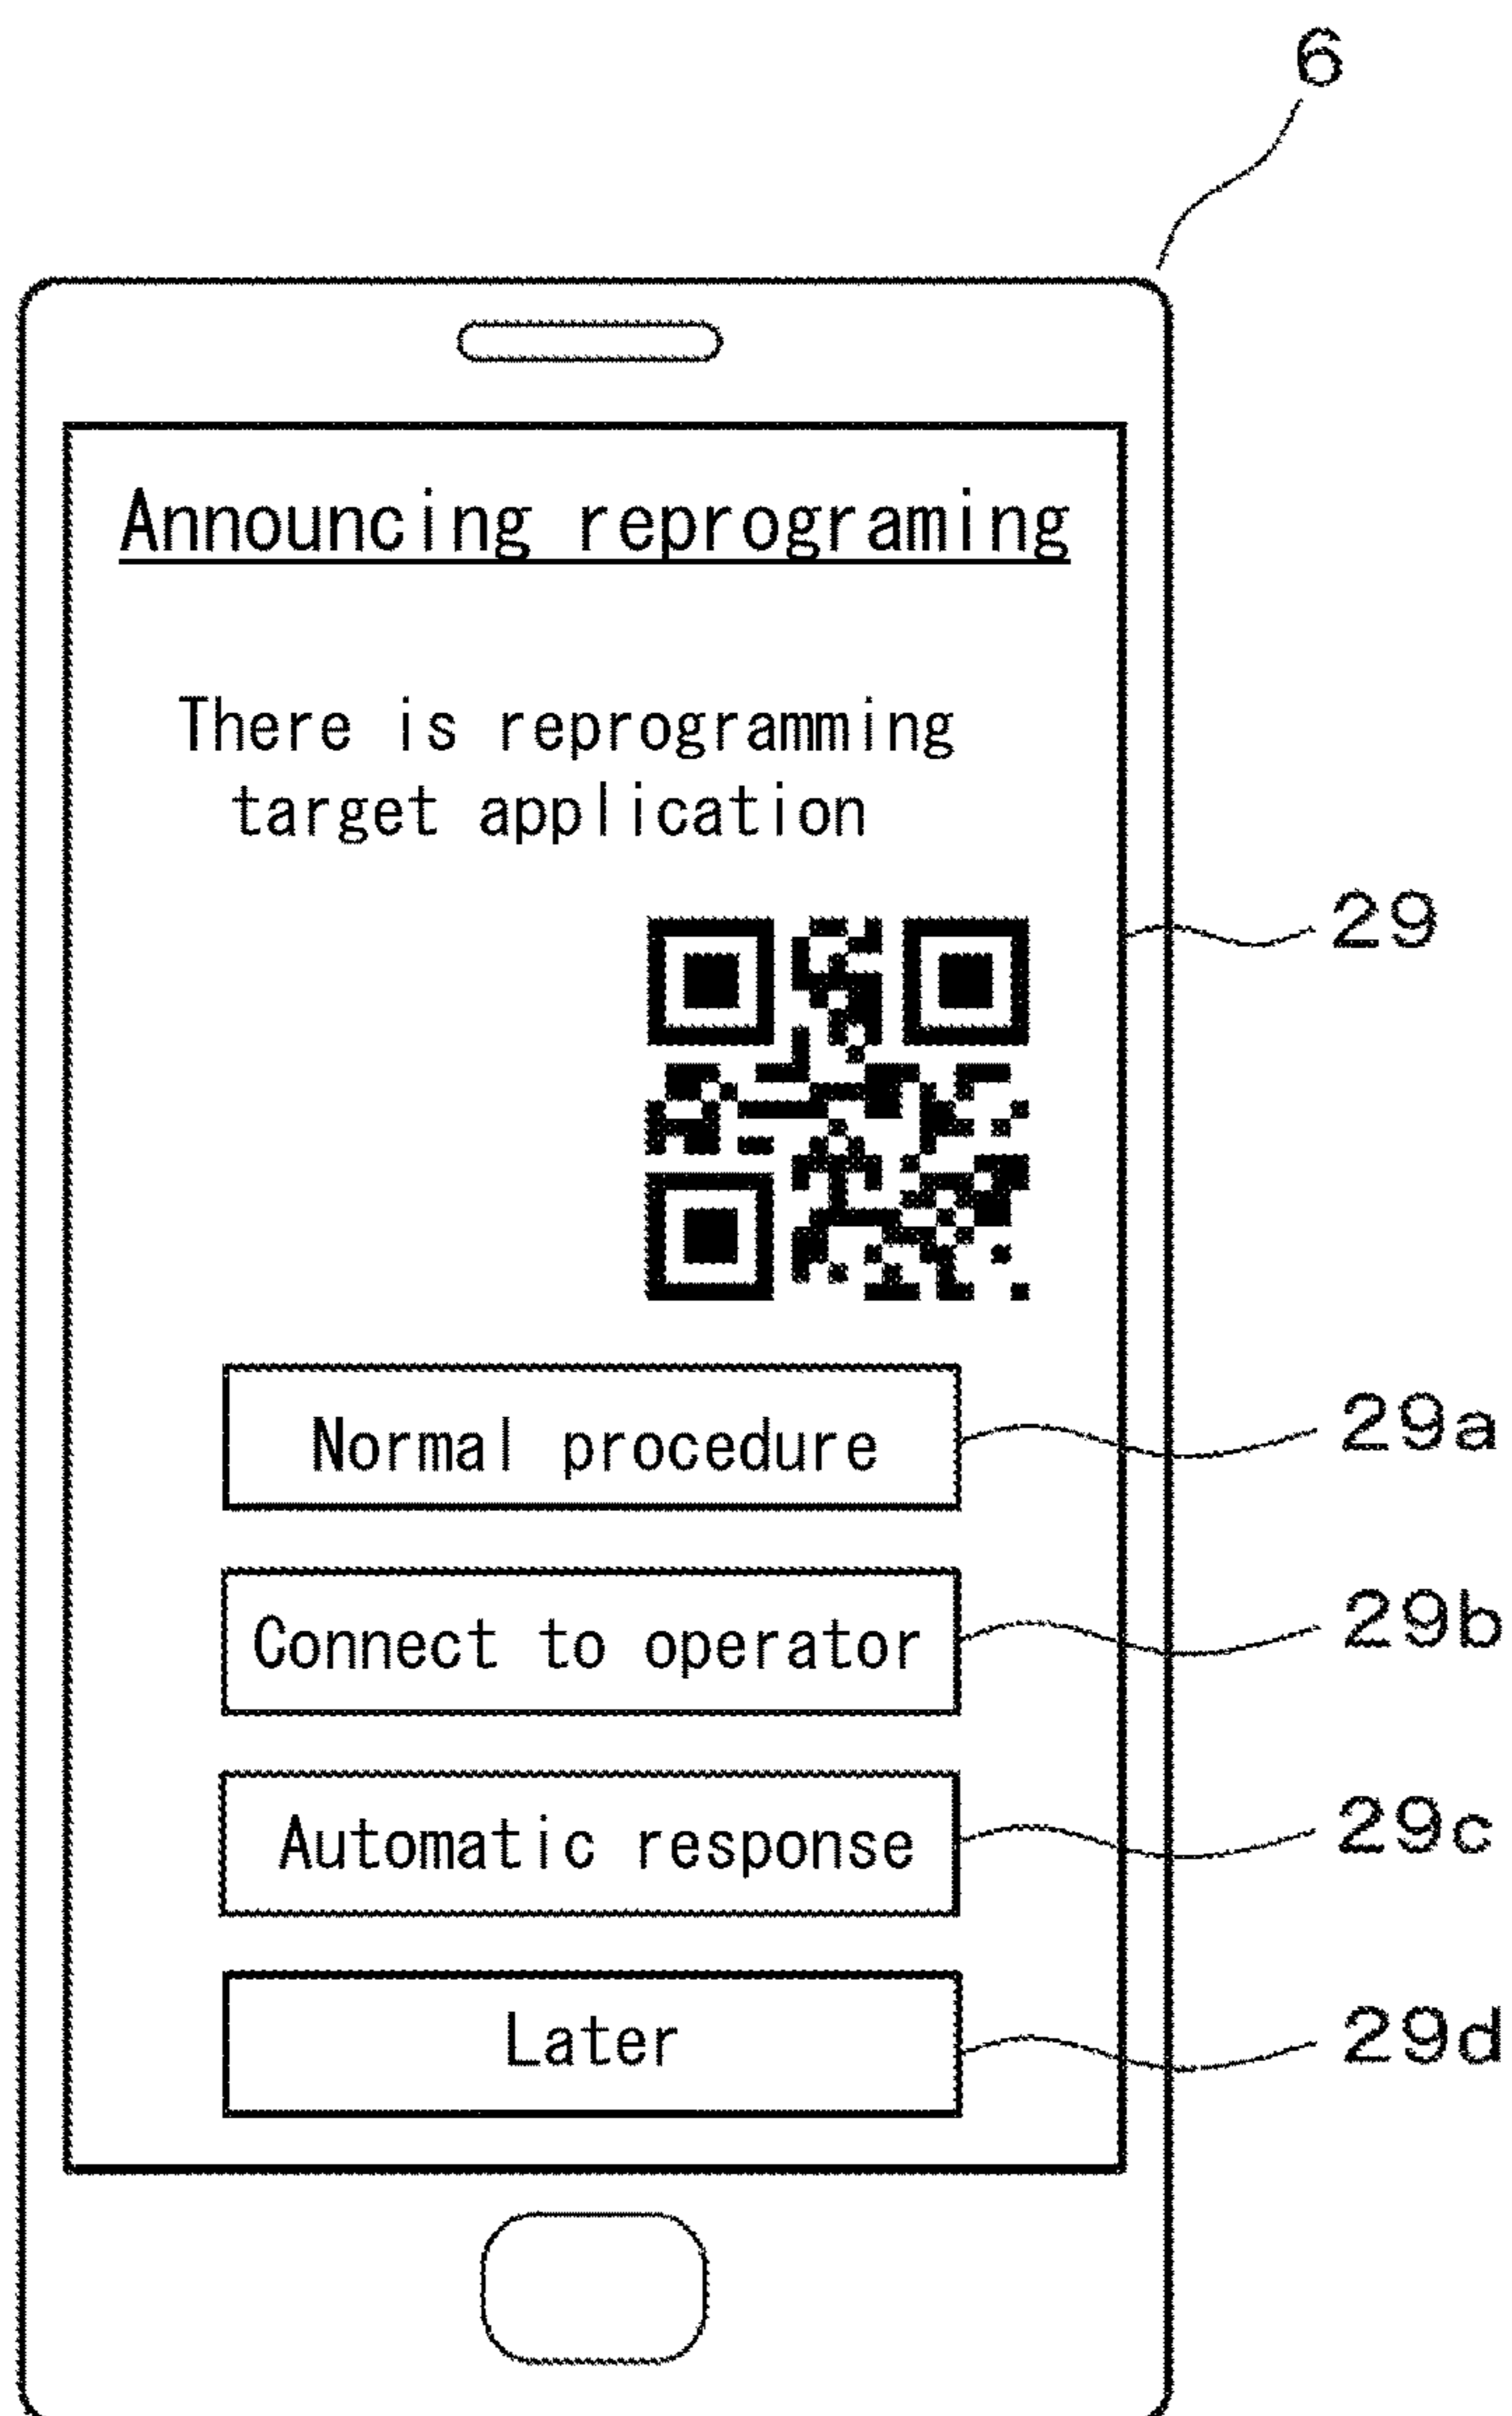 6
Announcing reprograming
There is reprogramming
target application
29
Normal procedure
29a
Connect to operator
29b
Automatic response
29c
Later
29d